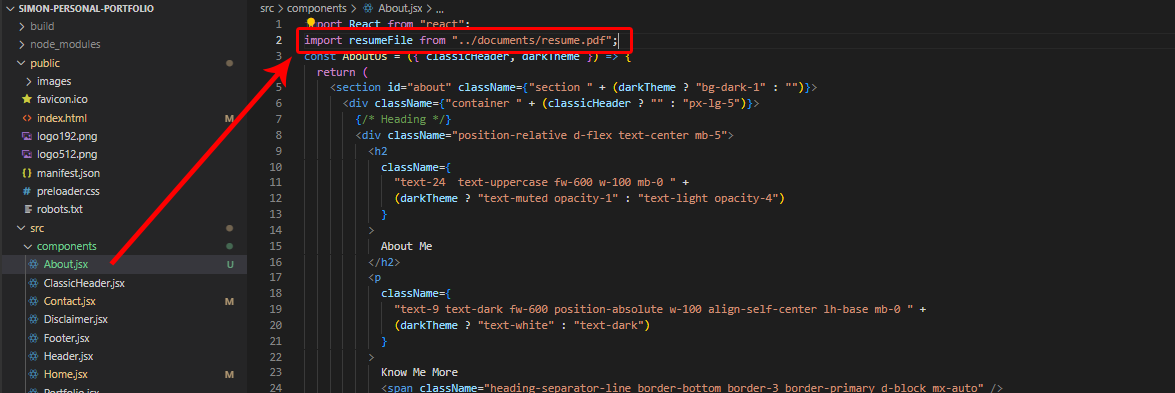 SIMON-PERSONAL-PORTFOLIO
build
node_modules
public
images
favicon.ico
index.html M
logo192.png
logo512.png
manifest.json
preloader.css
robots.txt
src
components
About.jsx U
ClassicHeader.jsx
Contact.jsx M
Disclaimer.jsx
Footer.jsx
Header.jsx
Home.jsx M
Portfolio.jsx
src > components > About.jsx > ...
1 import React from "react";
2 import resumeFile from "../documents/resume.pdf";
3 const AboutUs = ({ classicHeader, darkTheme }) => {
return (
5 <section id="about" className={"section " + (darkTheme ? "bg-dark-1" : "")}>
6 <div className={"container " + (classicHeader ? "" : "px-lg-5")}>
7 {/* Heading */}
8 <div className="position-relative d-flex text-center mb-5">
9 <h2
10 className={
11 "text-24  text-uppercase fw-600 w-100 mb-0 " +
12 (darkTheme ? "text-muted opacity-1" : "text-light opacity-4")
13 }
14 >
15 About Me
16 </h2>
17 <p
18 className={
19 "text-9 text-dark fw-600 position-absolute w-100 align-self-center lh-base mb-0 " +
20 (darkTheme ? "text-white" : "text-dark")
21 }
22 >
23 Know Me More
24 <span className="heading-separator-line border-bottom border-3 border-primary d-block mx-auto" />